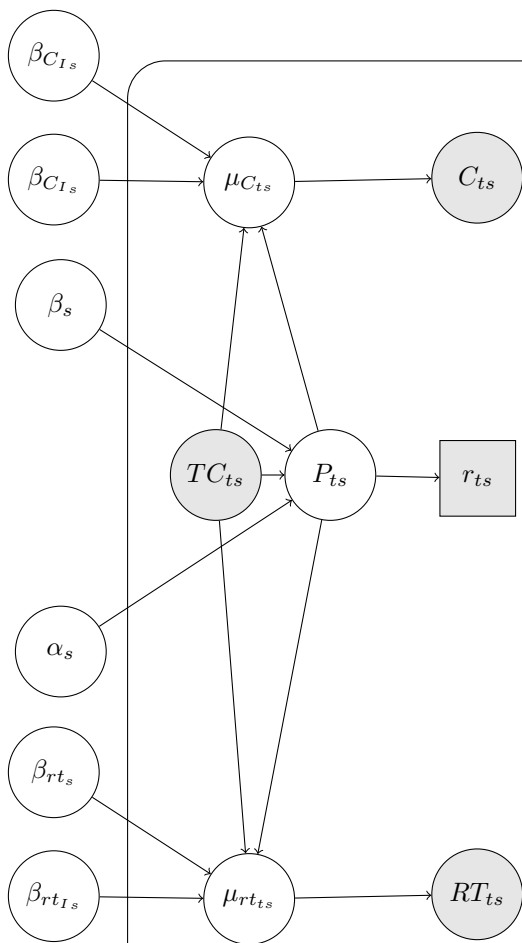 β_{C_{I_s}}
β_{C_{I_s}} μ_{C_{ts}} C_{ts}
β_s
TC_{ts} P_{ts} r_{ts}
α_s
β_{rt_s}
β_{rt_{I_s}} μ_{rt_{ts}} RT_{ts}